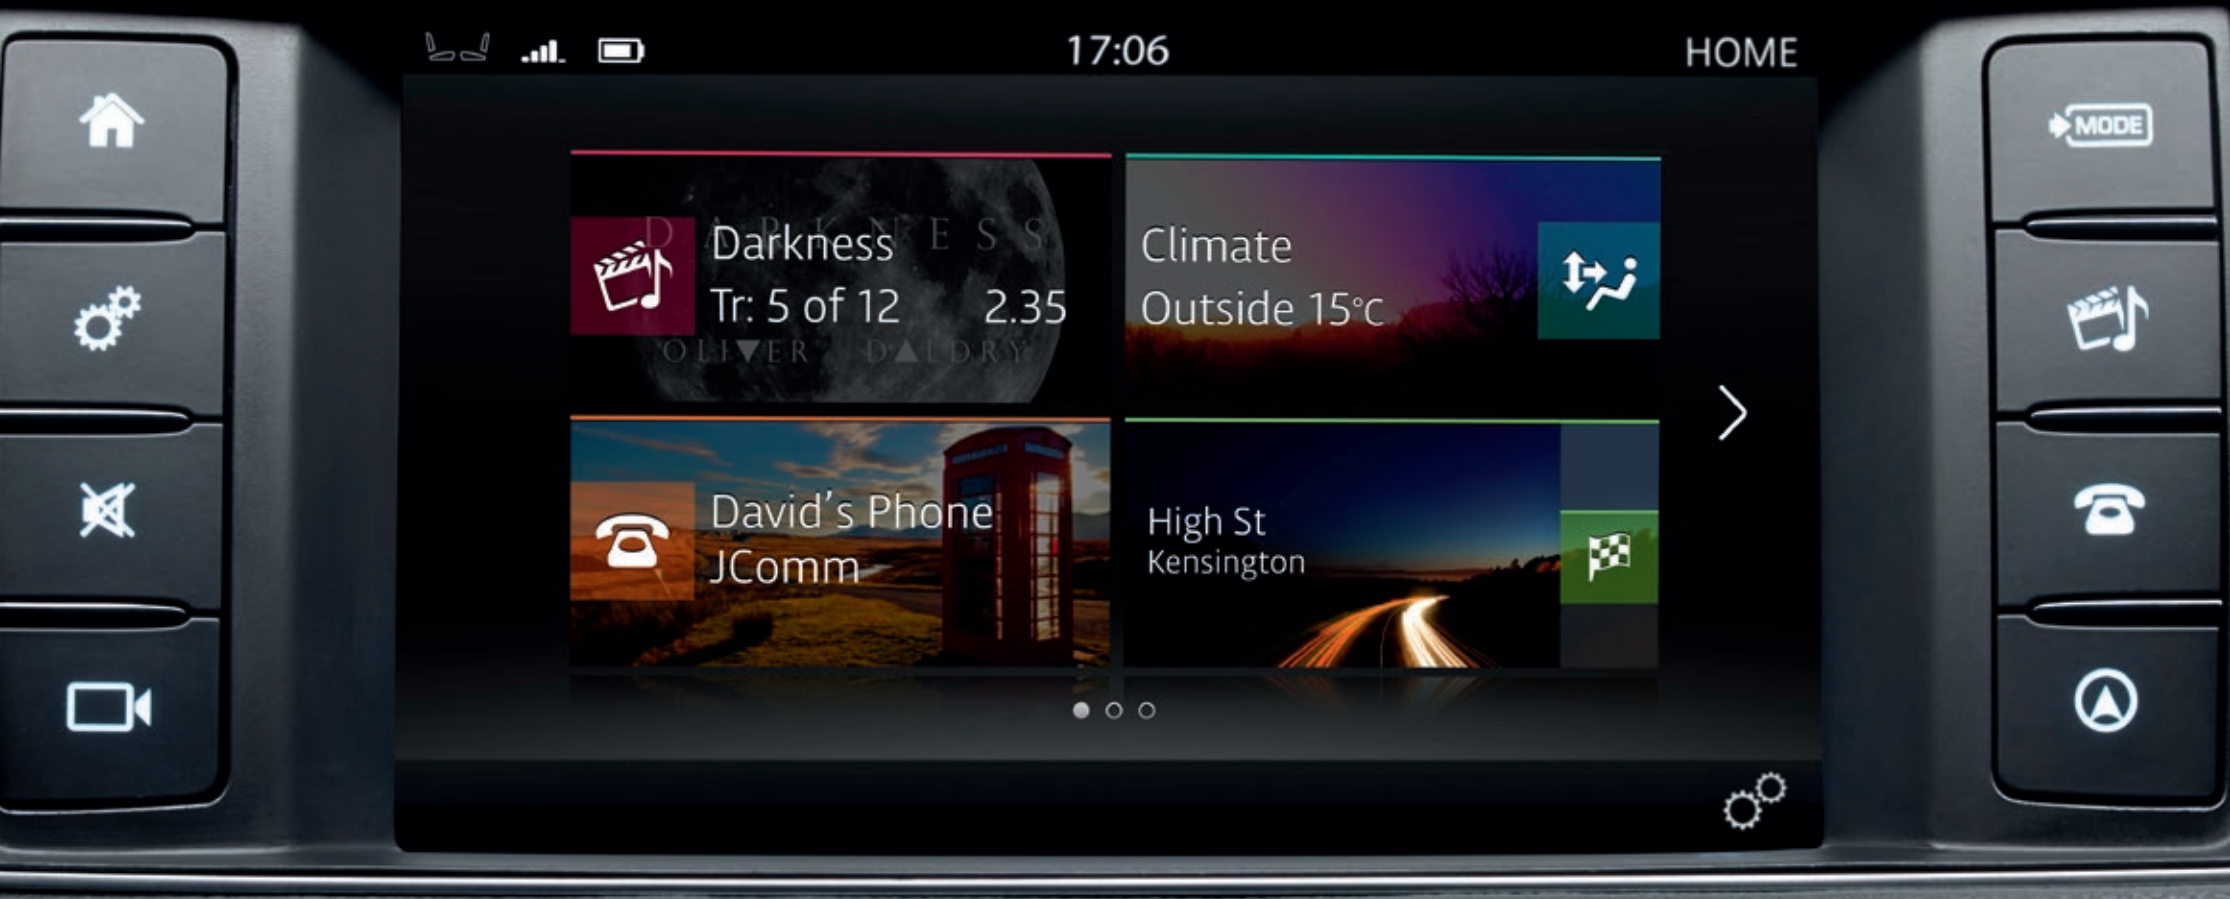 17:06
HOME
MODE
DARKNESS
Darkness
Tr: 5 of 12 2.35
OLIVER DALDRY
Climate
Outside 15°C
David's Phone
JComm
High St
Kensington